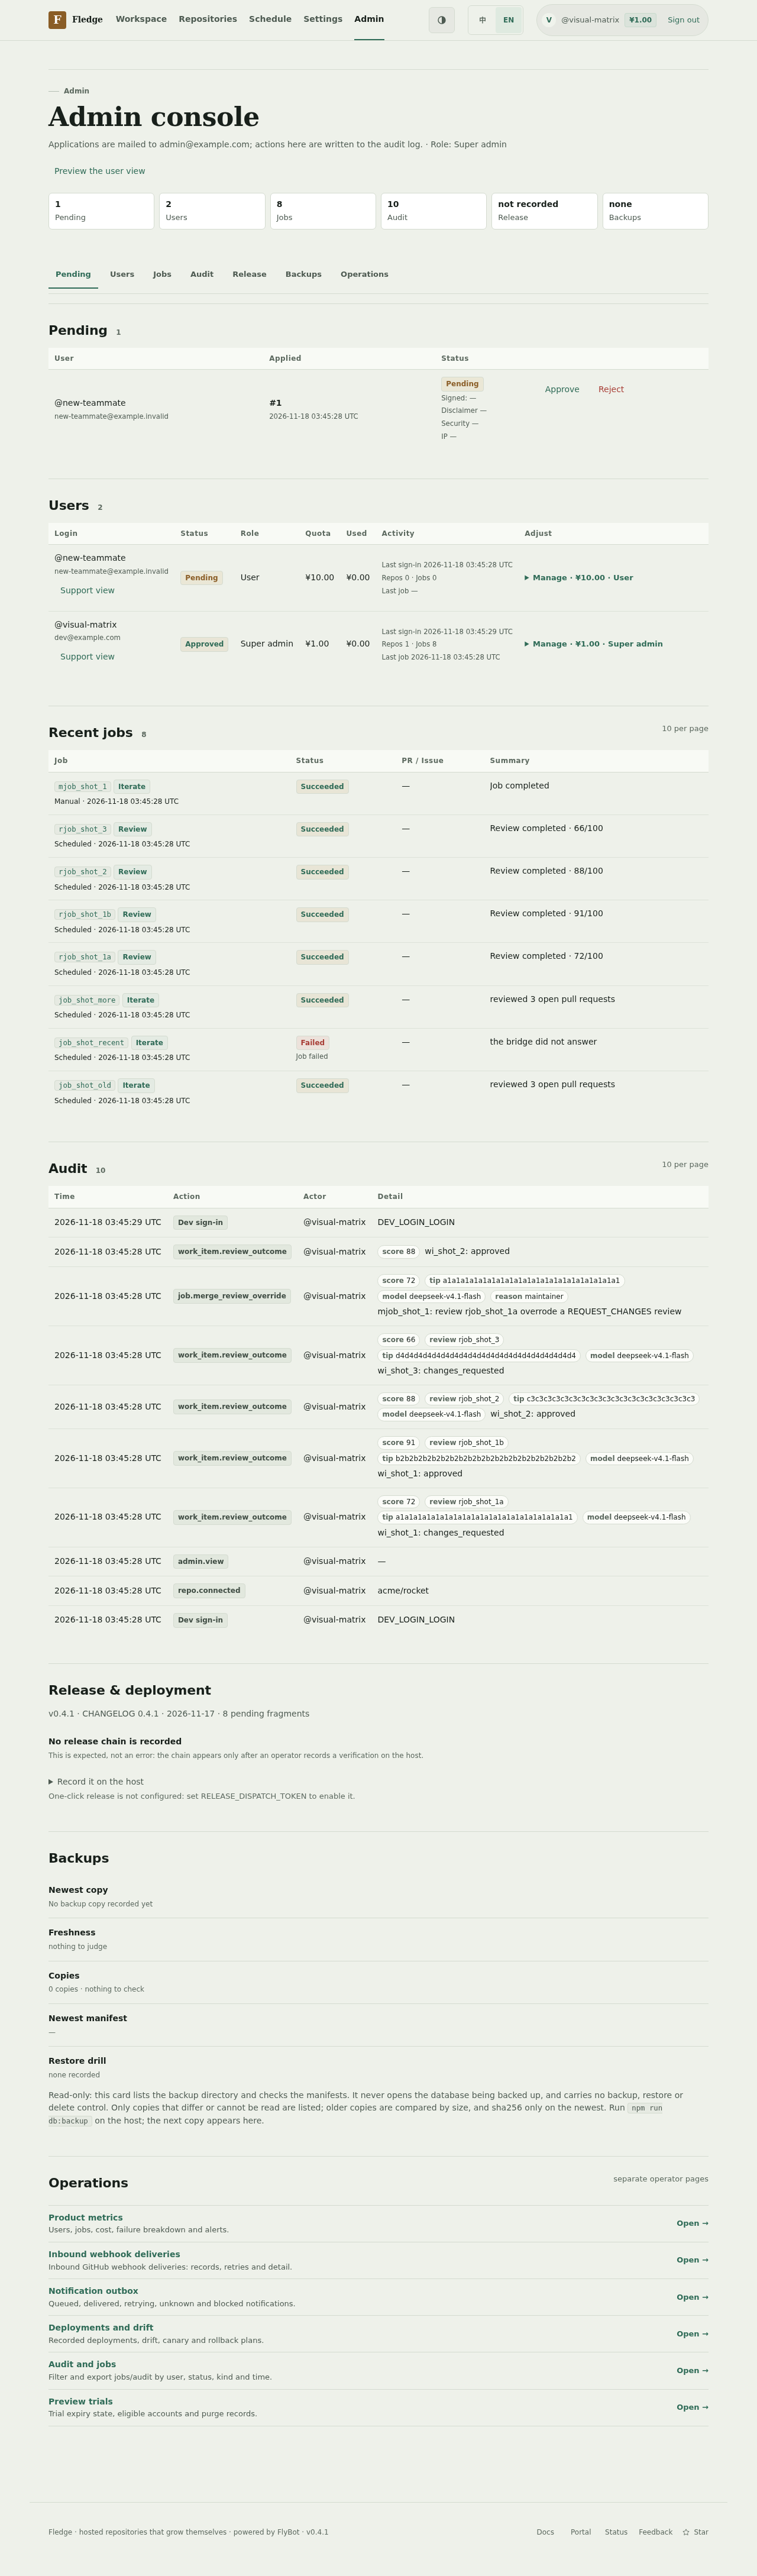 F Fledge Workspace Repositories Schedule Settings Admin 中 EN V @visual-matrix ¥1.00 Sign out
Admin
Admin console
Applications are mailed to admin@example.com; actions here are written to the audit log. · Role: Super admin
Preview the user view
1 2 8 10 not recorded none
Pending Users Jobs Audit Release Backups
Pending Users Jobs Audit Release Backups Operations
Pending 1
User Applied Status
@new-teammate
new-teammate@example.invalid
#1
2026-11-18 03:45:28 UTC
Pending
Signed: —
Disclaimer —
Security —
IP —
Approve Reject
Users 2
Login Status Role Quota Used Activity Adjust
@new-teammate
new-teammate@example.invalid
Support view
Pending User ¥10.00 ¥0.00
Last sign-in 2026-11-18 03:45:28 UTC
Repos 0 · Jobs 0
Last job —
▶ Manage · ¥10.00 · User
@visual-matrix
dev@example.com
Support view
Approved Super admin ¥1.00 ¥0.00
Last sign-in 2026-11-18 03:45:29 UTC
Repos 1 · Jobs 8
Last job 2026-11-18 03:45:28 UTC
▶ Manage · ¥1.00 · Super admin
Recent jobs 8 10 per page
Job Status PR / Issue Summary
mjob_shot_1 Iterate Succeeded — Job completed
Manual · 2026-11-18 03:45:28 UTC
rjob_shot_3 Review Succeeded — Review completed · 66/100
Scheduled · 2026-11-18 03:45:28 UTC
rjob_shot_2 Review Succeeded — Review completed · 88/100
Scheduled · 2026-11-18 03:45:28 UTC
rjob_shot_1b Review Succeeded — Review completed · 91/100
Scheduled · 2026-11-18 03:45:28 UTC
rjob_shot_1a Review Succeeded — Review completed · 72/100
Scheduled · 2026-11-18 03:45:28 UTC
job_shot_more Iterate Succeeded — reviewed 3 open pull requests
Scheduled · 2026-11-18 03:45:28 UTC
job_shot_recent Iterate Failed — the bridge did not answer
Scheduled · 2026-11-18 03:45:28 UTC Job failed
job_shot_old Iterate Succeeded — reviewed 3 open pull requests
Scheduled · 2026-11-18 03:45:28 UTC
Audit 10 10 per page
Time Action Actor Detail
2026-11-18 03:45:29 UTC Dev sign-in @visual-matrix DEV_LOGIN_LOGIN
2026-11-18 03:45:28 UTC work_item.review_outcome @visual-matrix score 88 wi_shot_2: approved
2026-11-18 03:45:28 UTC job.merge_review_override @visual-matrix
score 72 tip a1a1a1a1a1a1a1a1a1a1a1a1a1a1a1a1a1a1a1a1
model deepseek-v4.1-flash reason maintainer
mjob_shot_1: review rjob_shot_1a overrode a REQUEST_CHANGES review
2026-11-18 03:45:28 UTC work_item.review_outcome @visual-matrix
score 66 review rjob_shot_3
tip d4d4d4d4d4d4d4d4d4d4d4d4d4d4d4d4d4d4d4d4 model deepseek-v4.1-flash
wi_shot_3: changes_requested
2026-11-18 03:45:28 UTC work_item.review_outcome @visual-matrix
score 88 review rjob_shot_2 tip c3c3c3c3c3c3c3c3c3c3c3c3c3c3c3c3c3c3c3c3
model deepseek-v4.1-flash wi_shot_2: approved
2026-11-18 03:45:28 UTC work_item.review_outcome @visual-matrix
score 91 review rjob_shot_1b
tip b2b2b2b2b2b2b2b2b2b2b2b2b2b2b2b2b2b2b2b2 model deepseek-v4.1-flash
wi_shot_1: approved
2026-11-18 03:45:28 UTC work_item.review_outcome @visual-matrix
score 72 review rjob_shot_1a
tip a1a1a1a1a1a1a1a1a1a1a1a1a1a1a1a1a1a1a1a1 model deepseek-v4.1-flash
wi_shot_1: changes_requested
2026-11-18 03:45:28 UTC admin.view @visual-matrix —
2026-11-18 03:45:28 UTC repo.connected @visual-matrix acme/rocket
2026-11-18 03:45:28 UTC Dev sign-in @visual-matrix DEV_LOGIN_LOGIN
Release & deployment
v0.4.1 · CHANGELOG 0.4.1 · 2026-11-17 · 8 pending fragments
No release chain is recorded
This is expected, not an error: the chain appears only after an operator records a verification on the host.
▶ Record it on the host
One-click release is not configured: set RELEASE_DISPATCH_TOKEN to enable it.
Backups
Newest copy
No backup copy recorded yet
Freshness
nothing to judge
Copies
0 copies · nothing to check
Newest manifest
—
Restore drill
none recorded
Read-only: this card lists the backup directory and checks the manifests. It never opens the database being backed up, and carries no backup, restore or
delete control. Only copies that differ or cannot be read are listed; older copies are compared by size, and sha256 only on the newest. Run npm run
db:backup on the host; the next copy appears here.
Operations separate operator pages
Product metrics
Users, jobs, cost, failure breakdown and alerts.
Open →
Inbound webhook deliveries
Inbound GitHub webhook deliveries: records, retries and detail.
Open →
Notification outbox
Queued, delivered, retrying, unknown and blocked notifications.
Open →
Deployments and drift
Recorded deployments, drift, canary and rollback plans.
Open →
Audit and jobs
Filter and export jobs/audit by user, status, kind and time.
Open →
Preview trials
Trial expiry state, eligible accounts and purge records.
Open →
Fledge · hosted repositories that grow themselves · powered by FlyBot · v0.4.1 Docs Portal Status Feedback ☆ Star